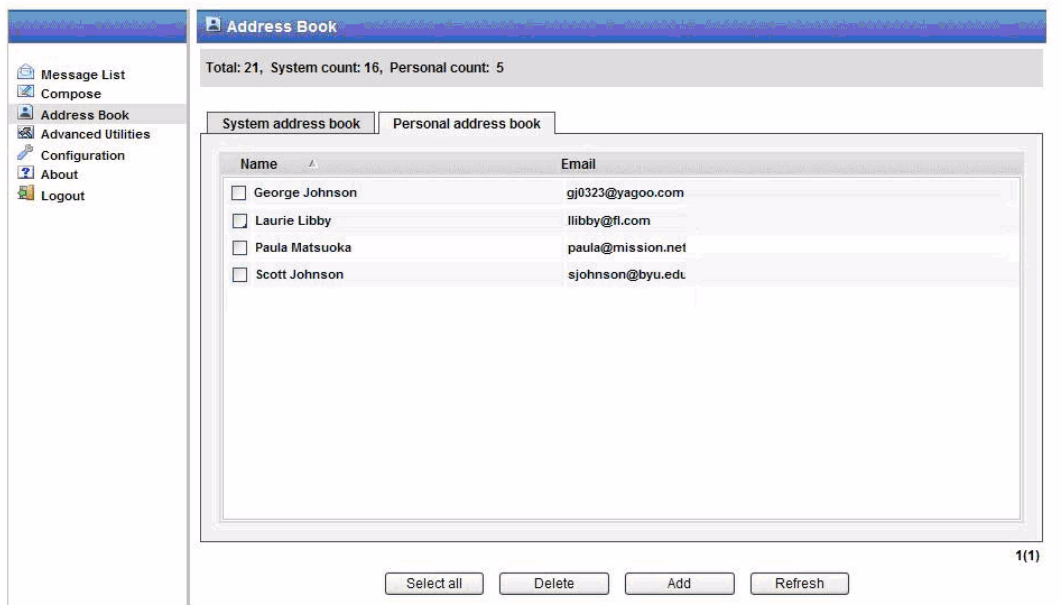 Address Book
Message List
Compose
Address Book
Advanced Utilities
Configuration
About
Logout
Total: 21, System count: 16, Personal count: 5
System address book Personal address book
Name Email
George Johnson gj0323@yagoo.com
Laurie Libby llibby@fl.com
Paula Matsuoka paula@mission.net
Scott Johnson sjohnson@byu.edu
1(1)
Select all Delete Add Refresh